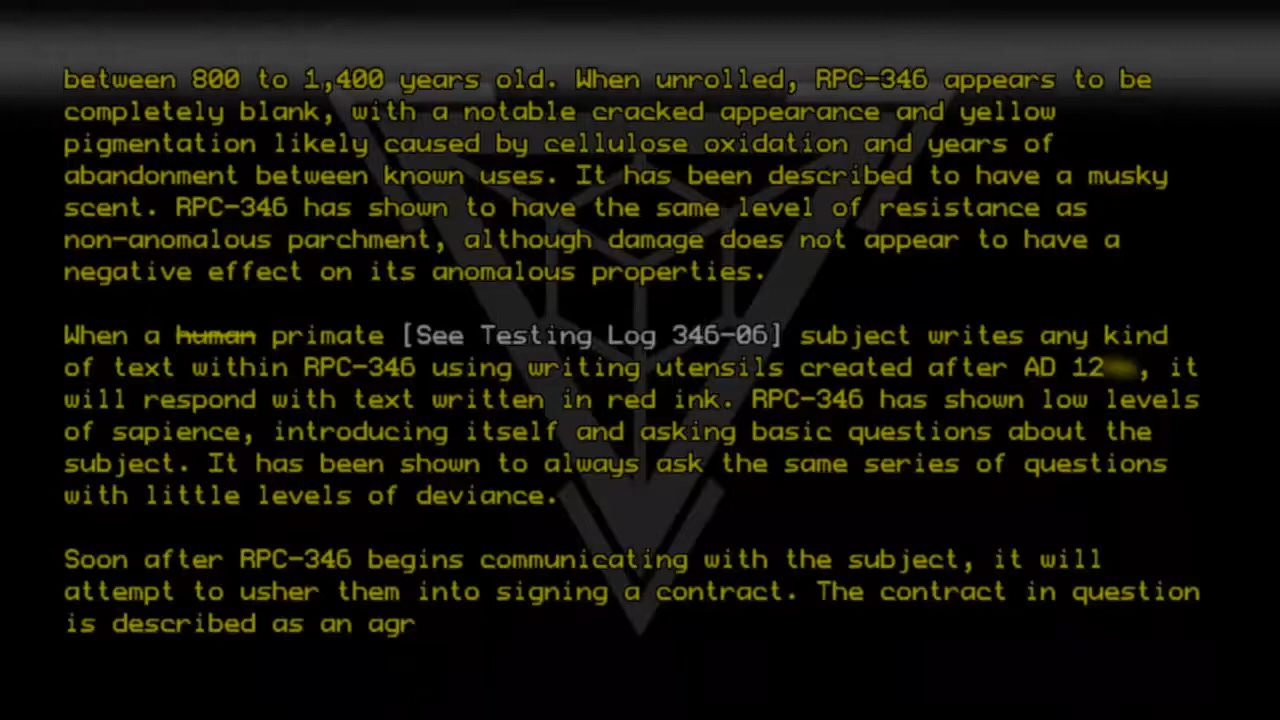 between 800 to 1,400 years old. When unrolled, RPC-346 appears to be
completely blank, with a notable cracked appearance and yellow
pigmentation likely caused by cellulose oxidation and years of
abandonment between known uses. It has been described to have a musky
scent. RPC-346 has shown to have the same level of resistance as
non-anomalous parchment, although damage does not appear to have a
negative effect on its anomalous properties.
When a human primate [See Testing Log 346-06] subject writes any kind
of text within RPC-346 using writing utensils created after AD 12, it
will respond with text written in red ink. RPC-346 has shown low levels
of sapience, introducing itself and asking basic questions about the
subject. It has been shown to always ask the same series of questions
with little levels of deviance.
Soon after RPC-346 begins communicating with the subject, it will
attempt to usher them into signing a contract. The contract in question
is described as an agr